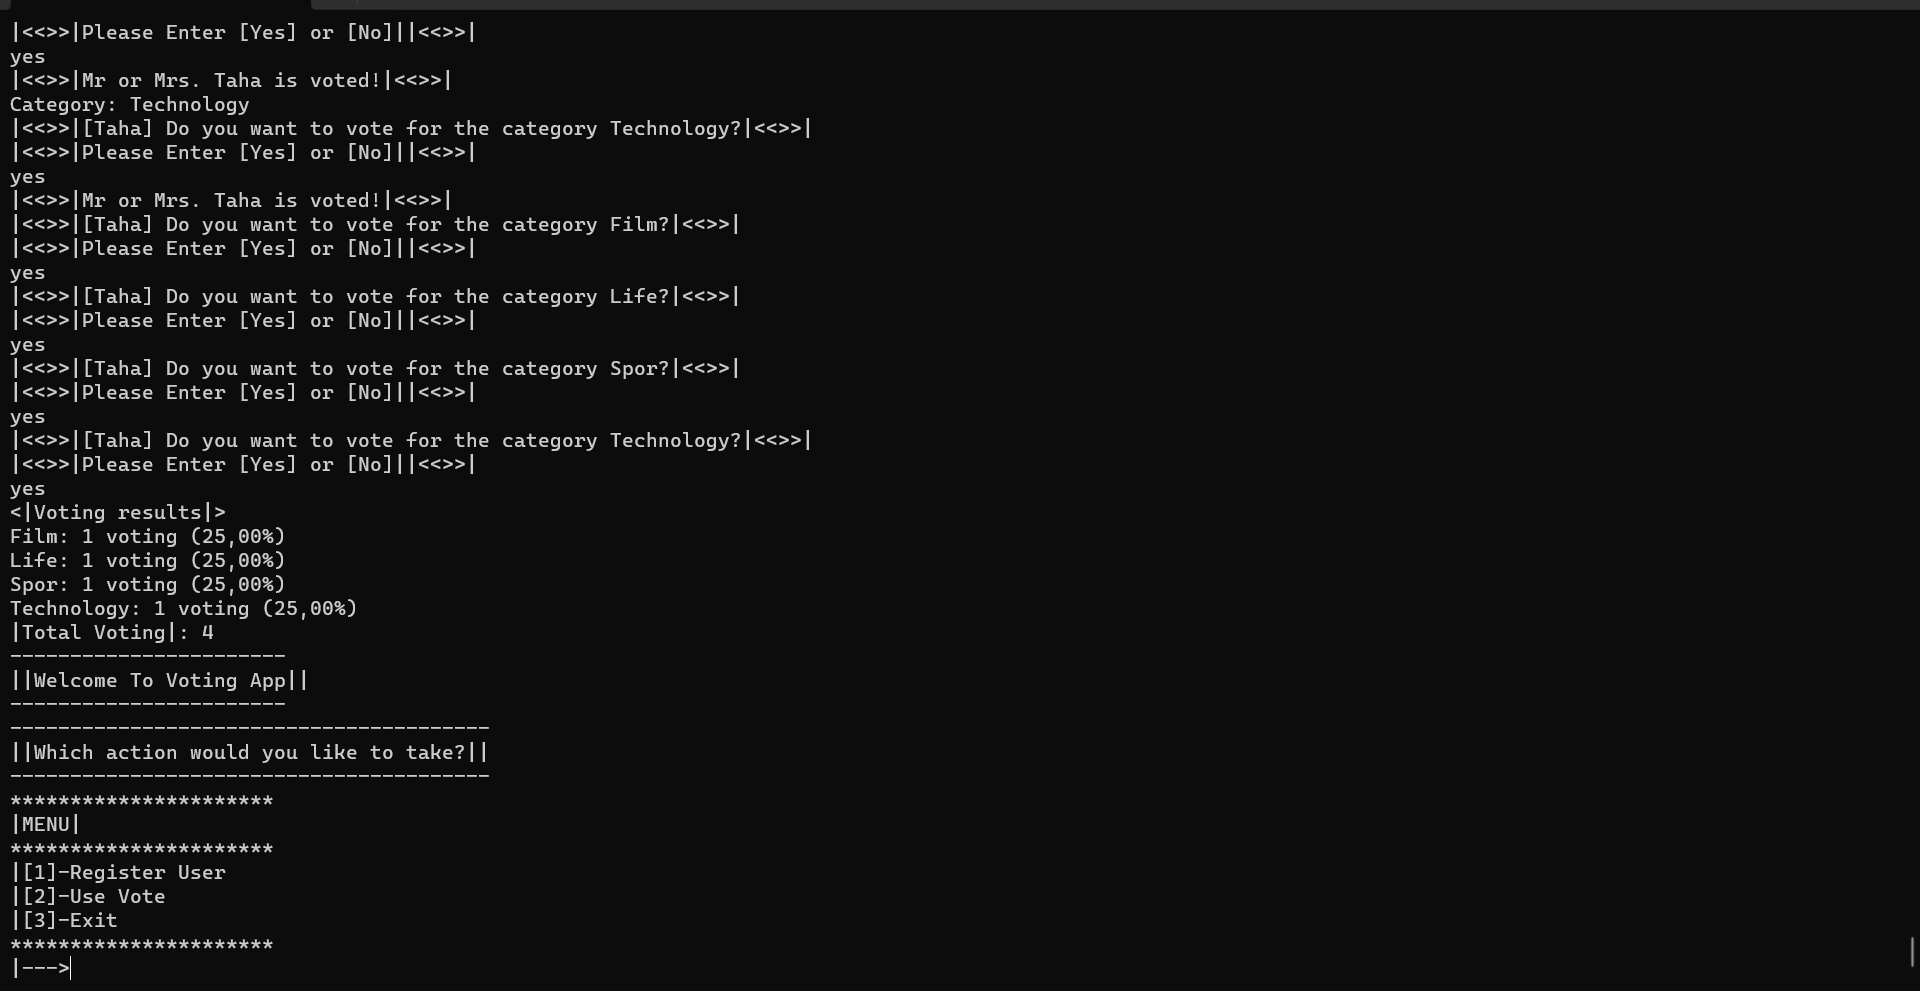 |<<>>|Please Enter [Yes] or [No]||<<>>|
yes
|<<>>|Mr or Mrs. Taha is voted!|<<>>|
Category: Technology
|<<>>|[Taha] Do you want to vote for the category Technology?|<<>>|
|<<>>|Please Enter [Yes] or [No]||<<>>|
yes
|<<>>|Mr or Mrs. Taha is voted!|<<>>|
|<<>>|[Taha] Do you want to vote for the category Film?|<<>>|
|<<>>|Please Enter [Yes] or [No]||<<>>|
yes
|<<>>|[Taha] Do you want to vote for the category Life?|<<>>|
|<<>>|Please Enter [Yes] or [No]||<<>>|
yes
|<<>>|[Taha] Do you want to vote for the category Spor?|<<>>|
|<<>>|Please Enter [Yes] or [No]||<<>>|
yes
|<<>>|[Taha] Do you want to vote for the category Technology?|<<>>|
|<<>>|Please Enter [Yes] or [No]||<<>>|
yes
<|Voting results|>
Film: 1 voting (25,00%)
Life: 1 voting (25,00%)
Spor: 1 voting (25,00%)
Technology: 1 voting (25,00%)
|Total Voting|: 4
-----------------------
||Welcome To Voting App||
-----------------------
----------------------------------------
||Which action would you like to take?||
----------------------------------------
**********************
|MENU|
**********************
|[1]-Register User
|[2]-Use Vote
|[3]-Exit
**********************
|--->